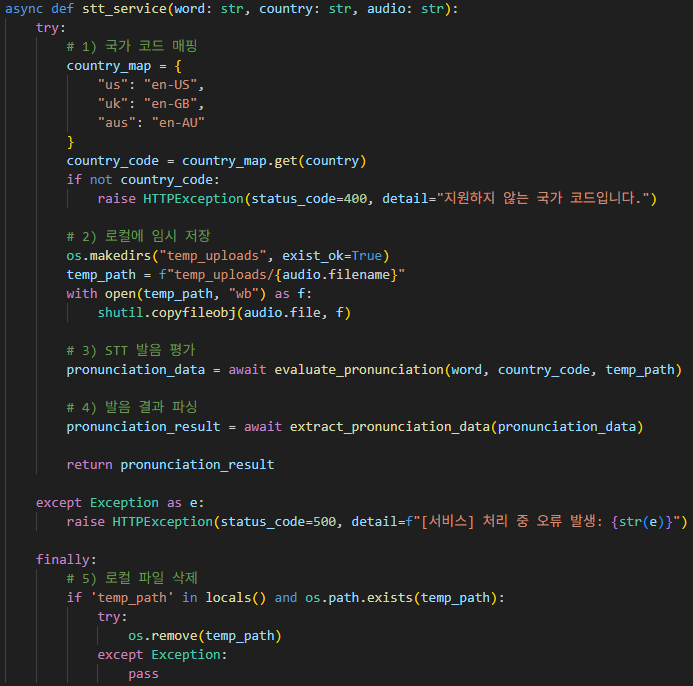 async def stt_service(word: str, country: str, audio: str):
    try:
        # 1) 국가 코드 매핑
        country_map = {
            "us": "en-US",
            "uk": "en-GB",
            "aus": "en-AU"
        }
        country_code = country_map.get(country)
        if not country_code:
            raise HTTPException(status_code=400, detail="지원하지 않는 국가 코드입니다.")

        # 2) 로컬에 임시 저장
        os.makedirs("temp_uploads", exist_ok=True)
        temp_path = f"temp_uploads/{audio.filename}"
        with open(temp_path, "wb") as f:
            shutil.copyfileobj(audio.file, f)

        # 3) STT 발음 평가
        pronunciation_data = await evaluate_pronunciation(word, country_code, temp_path)

        # 4) 발음 결과 파싱
        pronunciation_result = await extract_pronunciation_data(pronunciation_data)

        return pronunciation_result

    except Exception as e:
        raise HTTPException(status_code=500, detail=f"[서비스] 처리 중 오류 발생: {str(e)}")

    finally:
        # 5) 로컬 파일 삭제
        if 'temp_path' in locals() and os.path.exists(temp_path):
            try:
                os.remove(temp_path)
            except Exception:
                pass